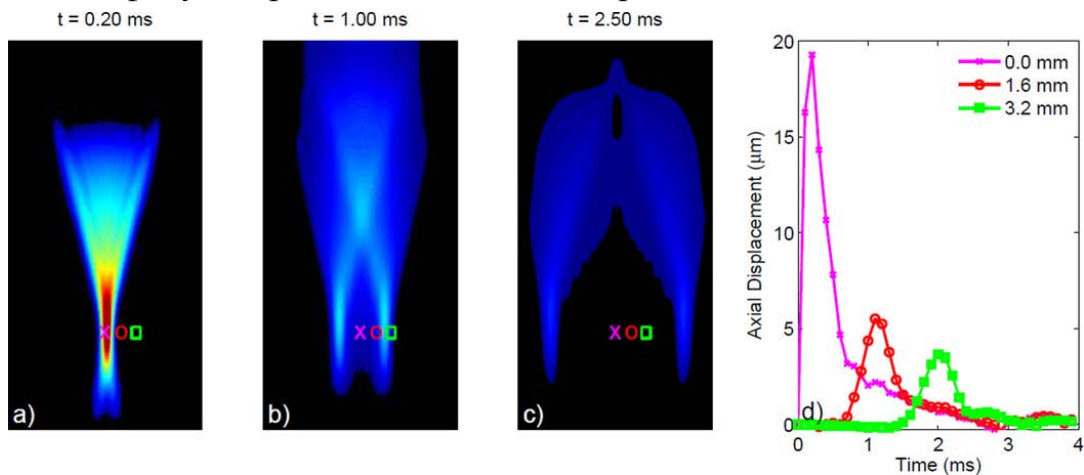 t = 0.20 ms
t = 1.00 ms
t = 2.50 ms
a)
b)
c)
d)
X O
X O
X O
Axial Displacement (μm)
20
15
10
5
0
0.0 mm
1.6 mm
3.2 mm
0 1 2 3 4
Time (ms)